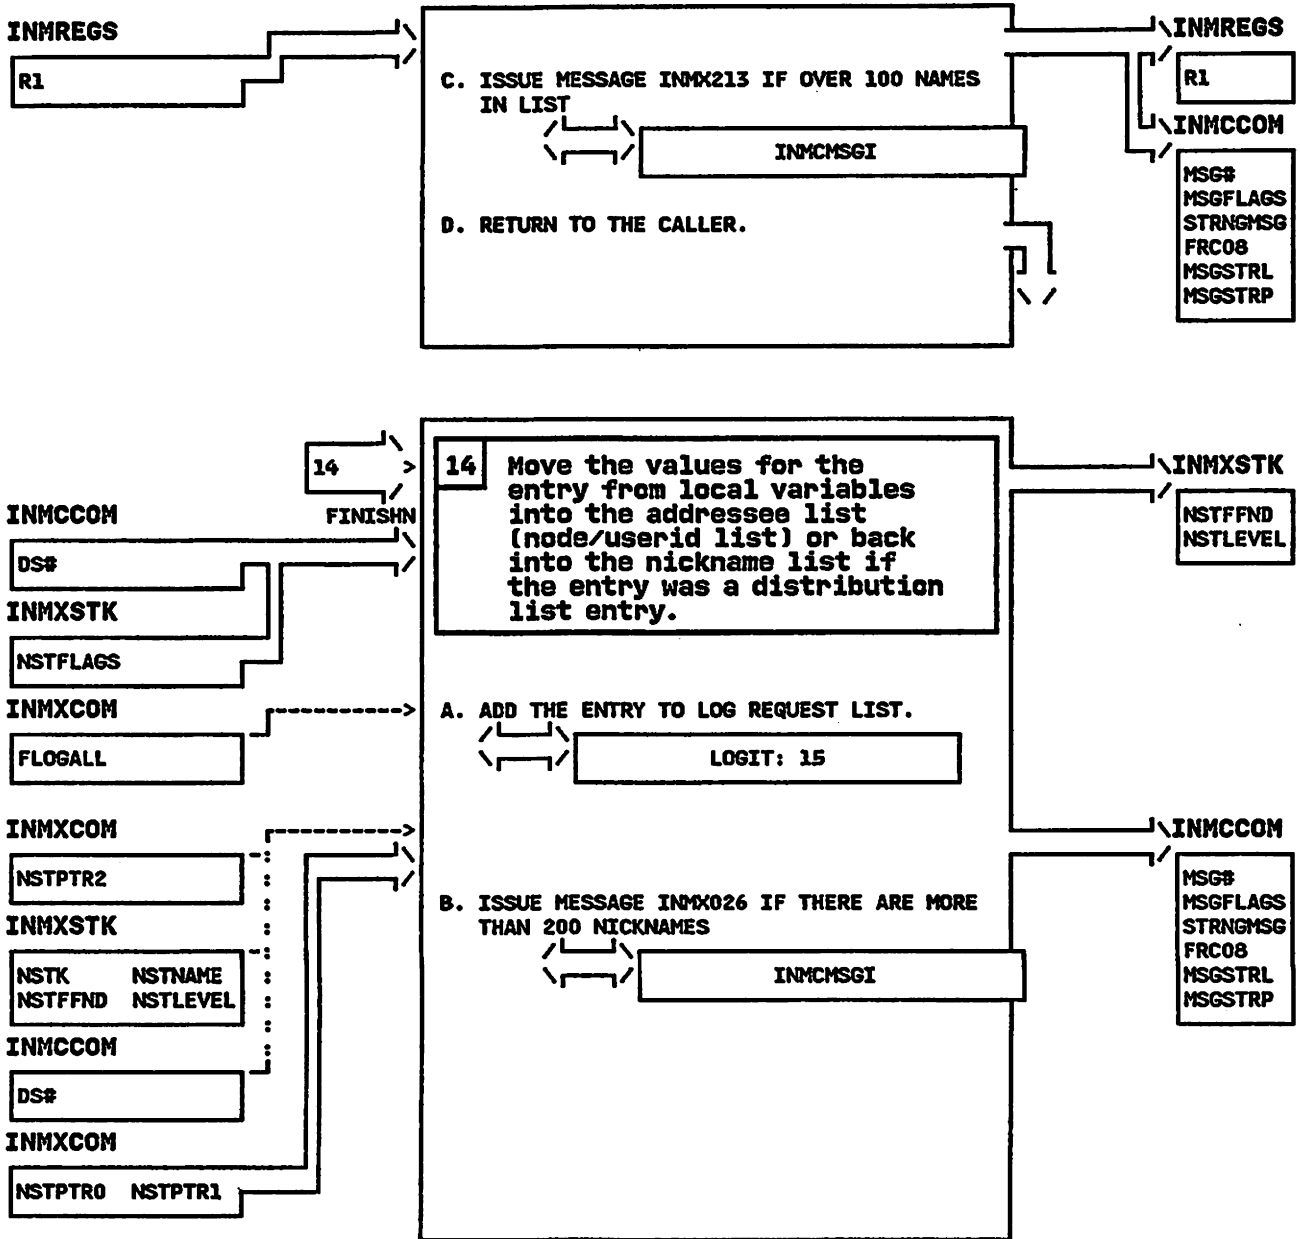 INMREGS
R1
C. ISSUE MESSAGE INMX213 IF OVER 100 NAMES
IN LIST
INMCMSGI
D. RETURN TO THE CALLER.
INMREGS
R1
INMCCOM
MSG#
MSGFLAGS
STRNGMSG
FRC08
MSGSTRL
MSGSTRP
14
FINISHN
INMCCOM
DS#
INMXSTK
NSTFLAGS
INMXCOM
FLOGALL
INMXCOM
NSTPTR2
INMXSTK
NSTK NSTNAME
NSTFFND NSTLEVEL
INMCCOM
DS#
INMXCOM
NSTPTR0 NSTPTR1
14 Move the values for the
entry from local variables
into the addressee list
(node/userid list) or back
into the nickname list if
the entry was a distribution
list entry.
A. ADD THE ENTRY TO LOG REQUEST LIST.
LOGIT: 15
B. ISSUE MESSAGE INMX026 IF THERE ARE MORE
THAN 200 NICKNAMES
INMCMSGI
INMXSTK
NSTFFND
NSTLEVEL
INMCCOM
MSG#
MSGFLAGS
STRNGMSG
FRC08
MSGSTRL
MSGSTRP